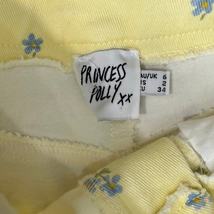 PRINCESS
POLLY xx
AU/UK 6
US 2
EU 34